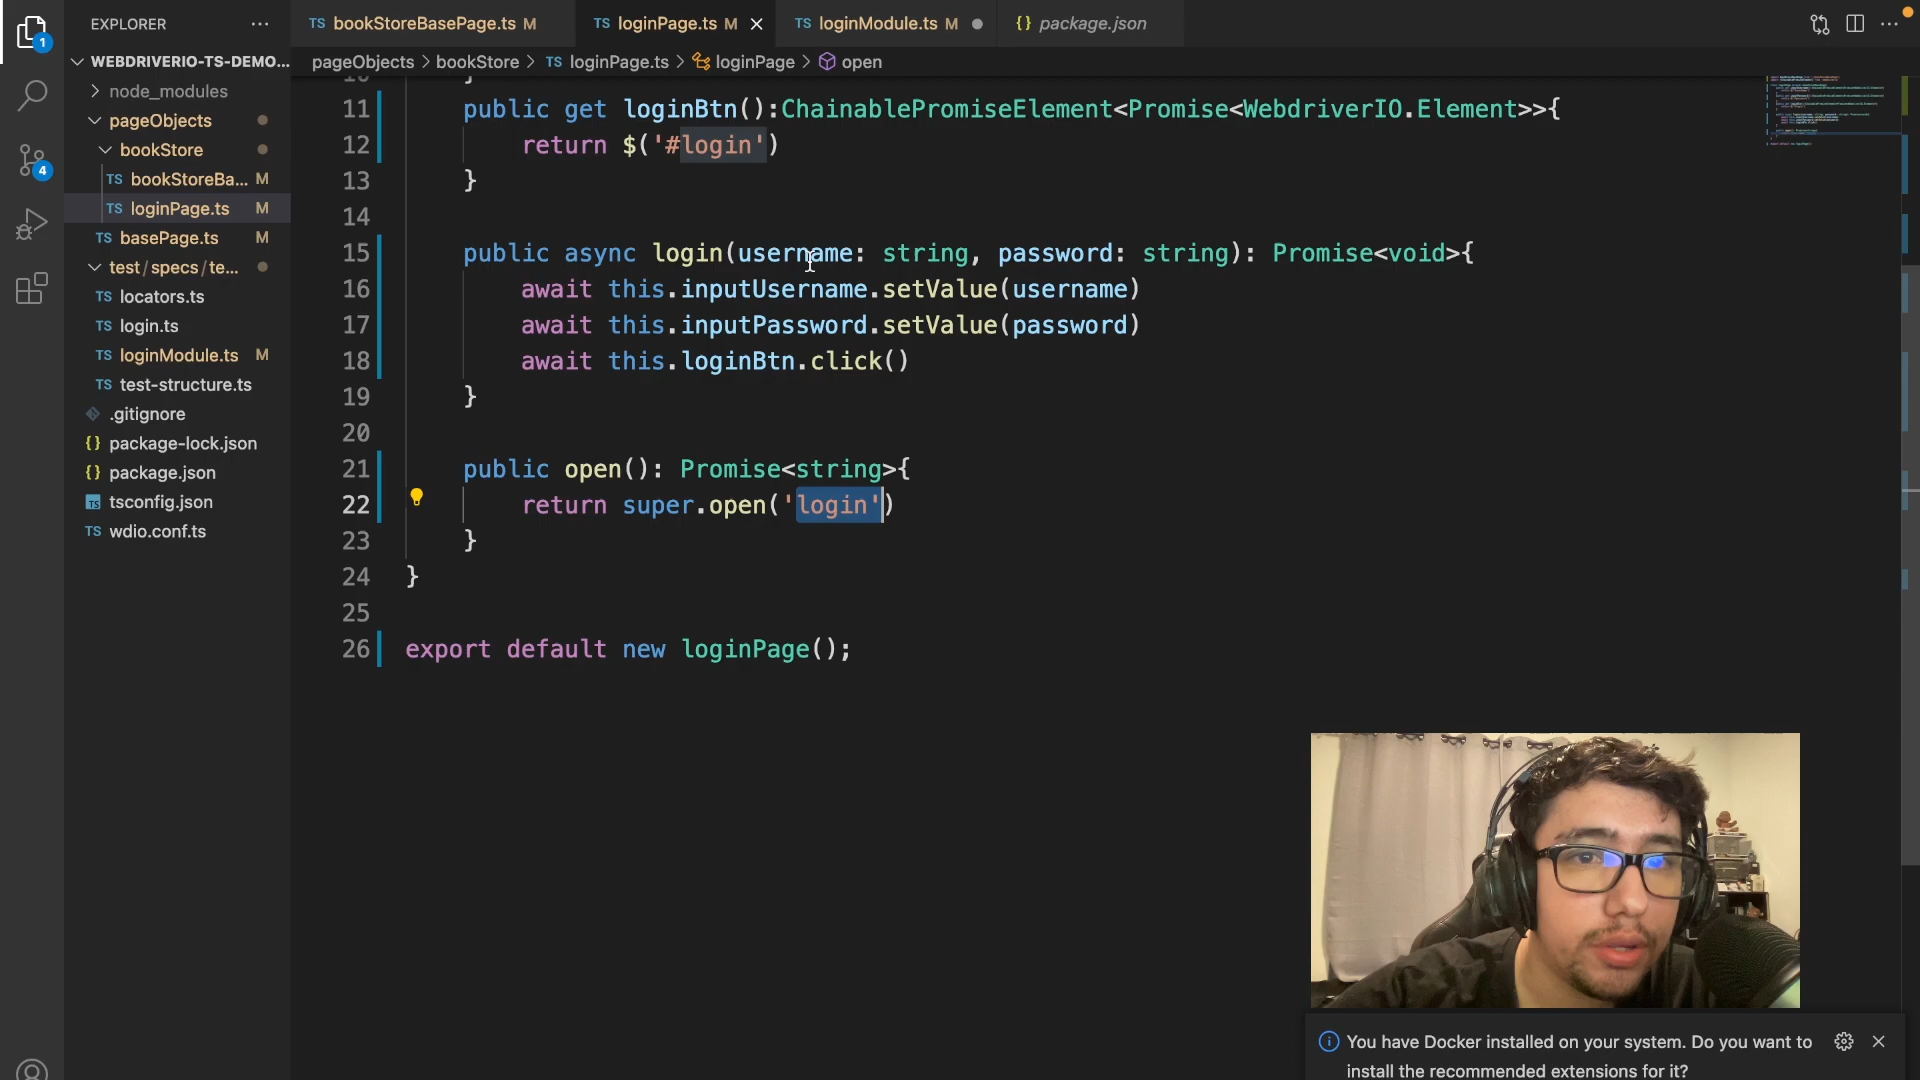 EXPLORER
WEBDRIVERIO-TS-DEMO...
node_modules
pageObjects
bookStore
TS bookStoreBa... M
TS loginPage.ts M
TS basePage.ts M
test/specs/te...
TS locators.ts
TS login.ts
TS loginModule.ts M
TS test-structure.ts
.gitignore
{} package-lock.json
{} package.json
TS tsconfig.json
TS wdio.conf.ts
1
4
TS bookStoreBasePage.ts M
TS loginPage.ts M
TS loginModule.ts M
{} package.json
pageObjects > bookStore > TS loginPage.ts > loginPage > open
10 }
11 public get loginBtn():ChainablePromiseElement<Promise<WebdriverIO.Element>>{
12 return $('#login')
13 }
14
15 public async login(username: string, password: string): Promise<void>{
16 await this.inputUsername.setValue(username)
17 await this.inputPassword.setValue(password)
18 await this.loginBtn.click()
19 }
20
21 public open(): Promise<string>{
22 return super.open('login')
23 }
24 }
25
26 export default new loginPage();
You have Docker installed on your system. Do you want to
install the recommended extensions for it?